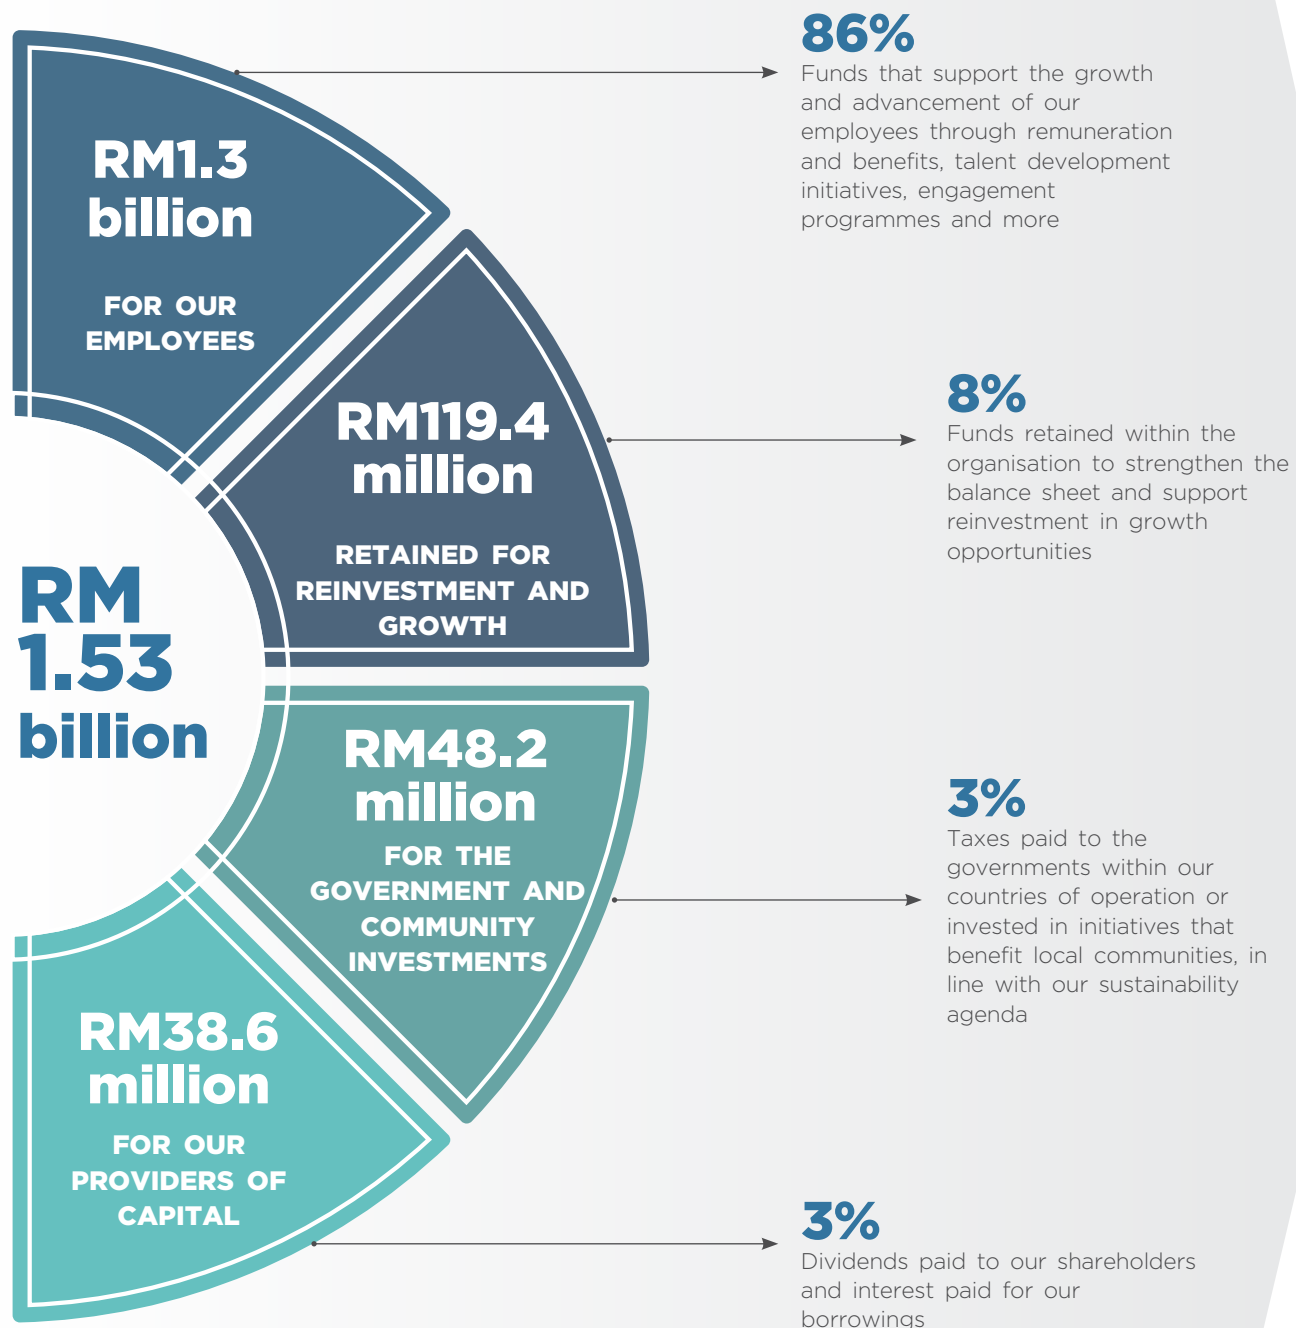 RM
1.53
billion
RM1.3
billion
FOR OUR
EMPLOYEES
86%
Funds that support the growth
and advancement of our
employees through remuneration
and benefits, talent development
initiatives, engagement
programmes and more
RM119.4
million
RETAINED FOR
REINVESTMENT AND
GROWTH
8%
Funds retained within the
organisation to strengthen the
balance sheet and support
reinvestment in growth
opportunities
RM48.2
million
FOR THE
GOVERNMENT AND
COMMUNITY
INVESTMENTS
3%
Taxes paid to the
governments within our
countries of operation or
invested in initiatives that
benefit local communities, in
line with our sustainability
agenda
RM38.6
million
FOR OUR
PROVIDERS OF
CAPITAL
3%
Dividends paid to our shareholders
and interest paid for our
borrowings